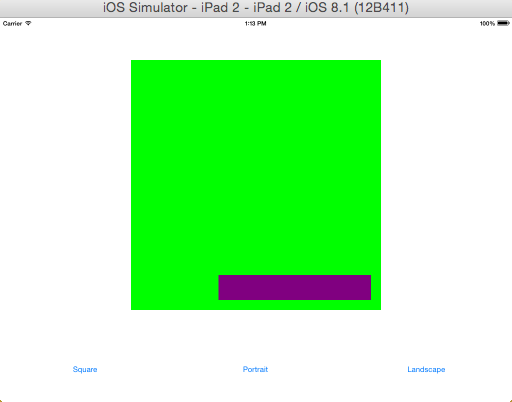 iOS Simulator - iPad 2 - iPad 2 / iOS 8.1 (12B411)
Carrier 1:13 PM 100%
Square Portrait Landscape